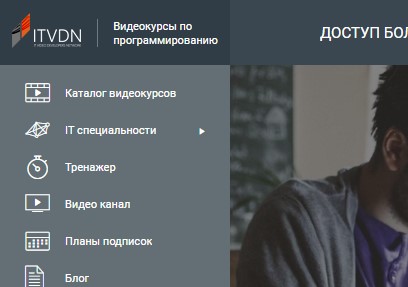 ITVDN
IT VIDEO DEVELOPERS NETWORK
Видеокурсы по
программированию
ДОСТУП БОЛ
Каталог видеокурсов
IT специальности
Тренажер
Видео канал
Планы подписок
Блог